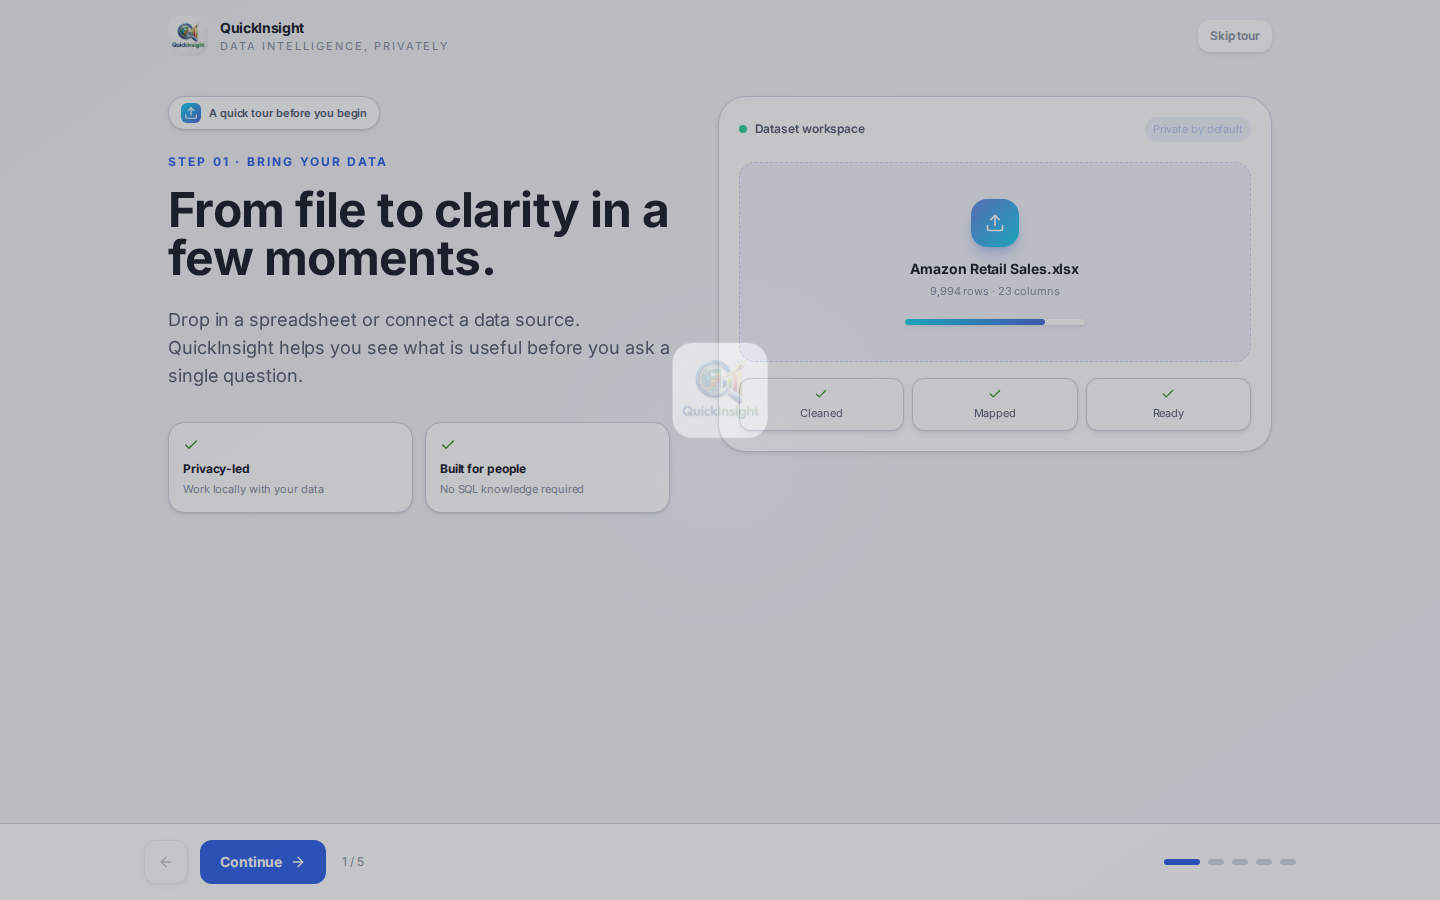 QuickInsight
DATA INTELLIGENCE, PRIVATELY
QuickInsight
Skip tour
A quick tour before you begin
STEP 01 · BRING YOUR DATA
From file to clarity in a
few moments.
Drop in a spreadsheet or connect a data source.
QuickInsight helps you see what is useful before you ask a
single question.
Privacy-led
Work locally with your data
Built for people
No SQL knowledge required
Dataset workspace
Private by default
Amazon Retail Sales.xlsx
9,994 rows · 23 columns
QuickInsight
Cleaned
Mapped
Ready
Continue
1 / 5